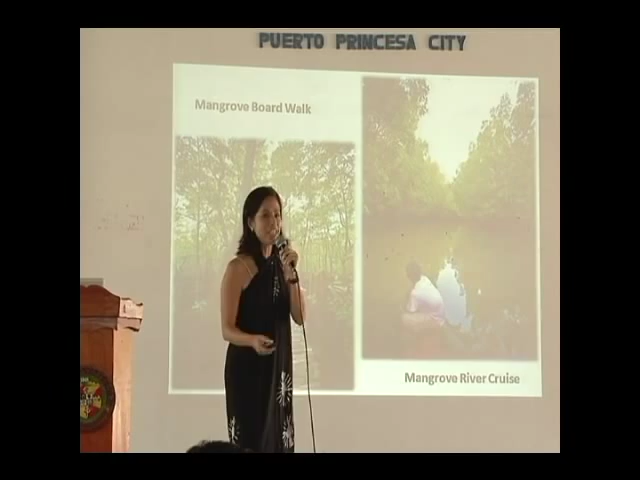 PUERTO PRINCESA CITY
Mangrove Board Walk
Mangrove River Cruise